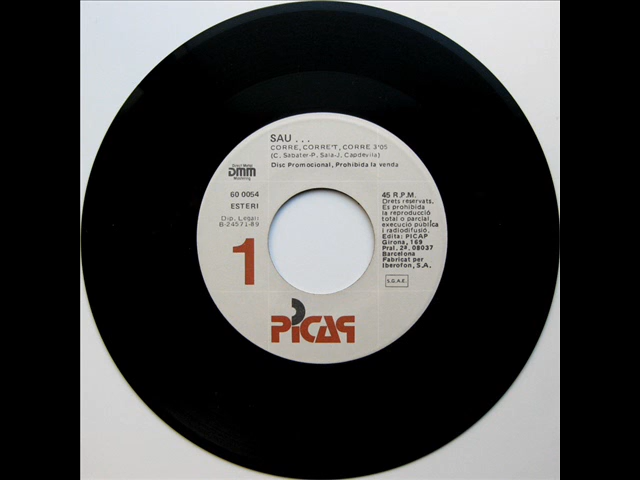 SAU...
CORRE, CORRE'T, CORRE 3'05
(C. Sabater-P. Sala-J. Capdevila)
Disc Promocional, Prohibida la venda
Direct Metal
DMM
Mastering
60 0054
ESTERI
Dip. Legal:
B-24571-89
1
45 R.P.M.
Drets reservats.
Es prohibida
la reproducció
total o parcial,
execució pública
i radiodifusió.
Edita: PICAP
Girona, 169
Pral. 2ª. 08037
Barcelona
Fabricat per
Iberofon, S.A.
S.G.A.E.
PICAP